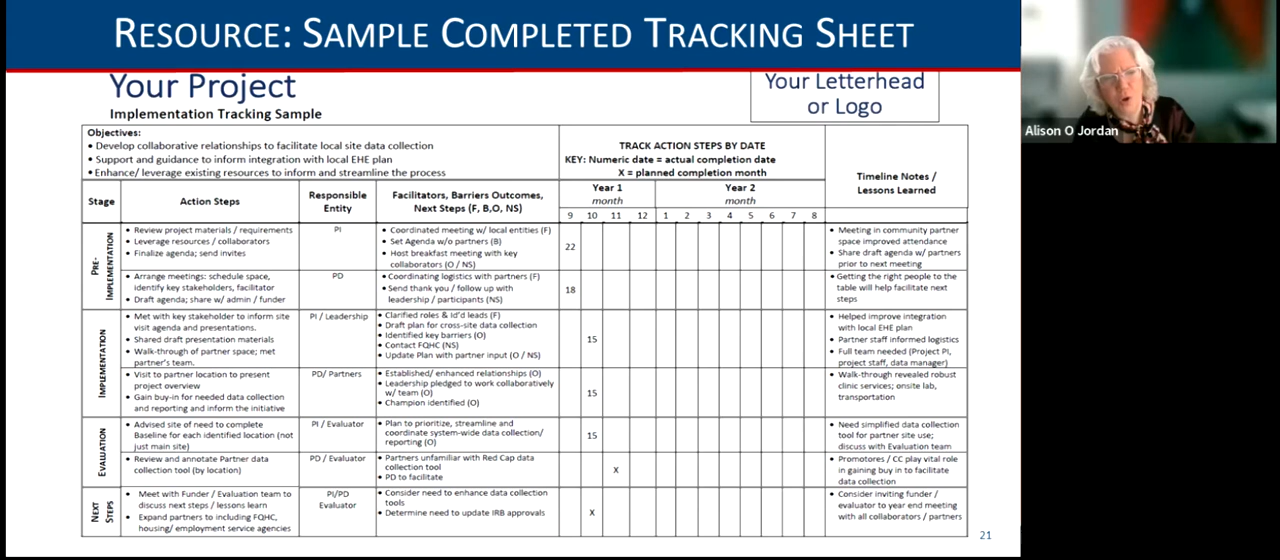 RESOURCE: SAMPLE COMPLETED TRACKING SHEET
Your Project
Your Letterhead
or Logo
Implementation Tracking Sample
Alison O Jordan
Objectives:
• Develop collaborative relationships to facilitate local site data collection
• Support and guidance to inform integration with local EHE plan
• Enhance/ leverage existing resources to inform and streamline the process
TRACK ACTION STEPS BY DATE
KEY: Numeric date = actual completion date
X = planned completion month
Timeline Notes /
Lessons Learned
Stage
Action Steps
Responsible
Entity
Facilitators, Barriers Outcomes,
Next Steps (F, B,O, NS)
Year 1
month
Year 2
month
9 10 11 12 1 2 3 4 5 6 7 8
PRE-
IMPLEMENTATION
• Review project materials / requirements
• Leverage resources / collaborators
• Finalize agenda; send invites
PI
• Coordinated meeting w/ local entities (F)
• Set Agenda w/o partners (B)
• Host breakfast meeting with key
collaborators (O / NS)
22
• Meeting in community partner
space improved attendance
• Share draft agenda w/ partners
prior to next meeting
• Arrange meetings: schedule space,
identify key stakeholders, facilitator
• Draft agenda; share w/ admin / funder
PD
• Coordinating logistics with partners (F)
• Send thank you / follow up with
leadership / participants (NS)
18
• Getting the right people to the
table will help facilitate next
steps
IMPLEMENTATION
• Met with key stakeholder to inform site
visit agenda and presentations.
• Shared draft presentation materials
• Walk-through of partner space; met
partner's team.
PI / Leadership
• Clarified roles & Id'd leads (F)
• Draft plan for cross-site data collection
• Identified key barriers (O)
• Contact FQHC (NS)
• Update Plan with partner input (O / NS)
15
• Helped improve integration
with local EHE plan
• Partner staff informed logistics
• Full team needed (Project PI,
project staff, data manager)
• Visit to partner location to present
project overview
• Gain buy-in for needed data collection
and reporting and inform the initiative
PD/ Partners
• Established/ enhanced relationships (O)
• Leadership pledged to work collaboratively
w/ team (O)
• Champion identified (O)
15
• Walk-through revealed robust
clinic services; onsite lab,
transportation
EVALUATION
• Advised site of need to complete
Baseline for each identified location (not
just main site)
PI / Evaluator
• Plan to prioritize, streamline and
coordinate system-wide data collection/
reporting (O)
15
• Need simplified data collection
tool for partner site use;
discuss with Evaluation team
• Review and annotate Partner data
collection tool (by location)
PD / Evaluator
• Partners unfamiliar with Red Cap data
collection tool
• PD to facilitate
X
• Promotores / CC play vital role
in gaining buy in to facilitate
data collection
NEXT
STEPS
• Meet with Funder / Evaluation team to
discuss next steps / lessons learn
• Expand partners to including FQHC,
housing/ employment service agencies
PI/PD
Evaluator
• Consider need to enhance data collection
tools
• Determine need to update IRB approvals
X
• Consider inviting funder /
evaluator to year end meeting
with all collaborators / partners
21